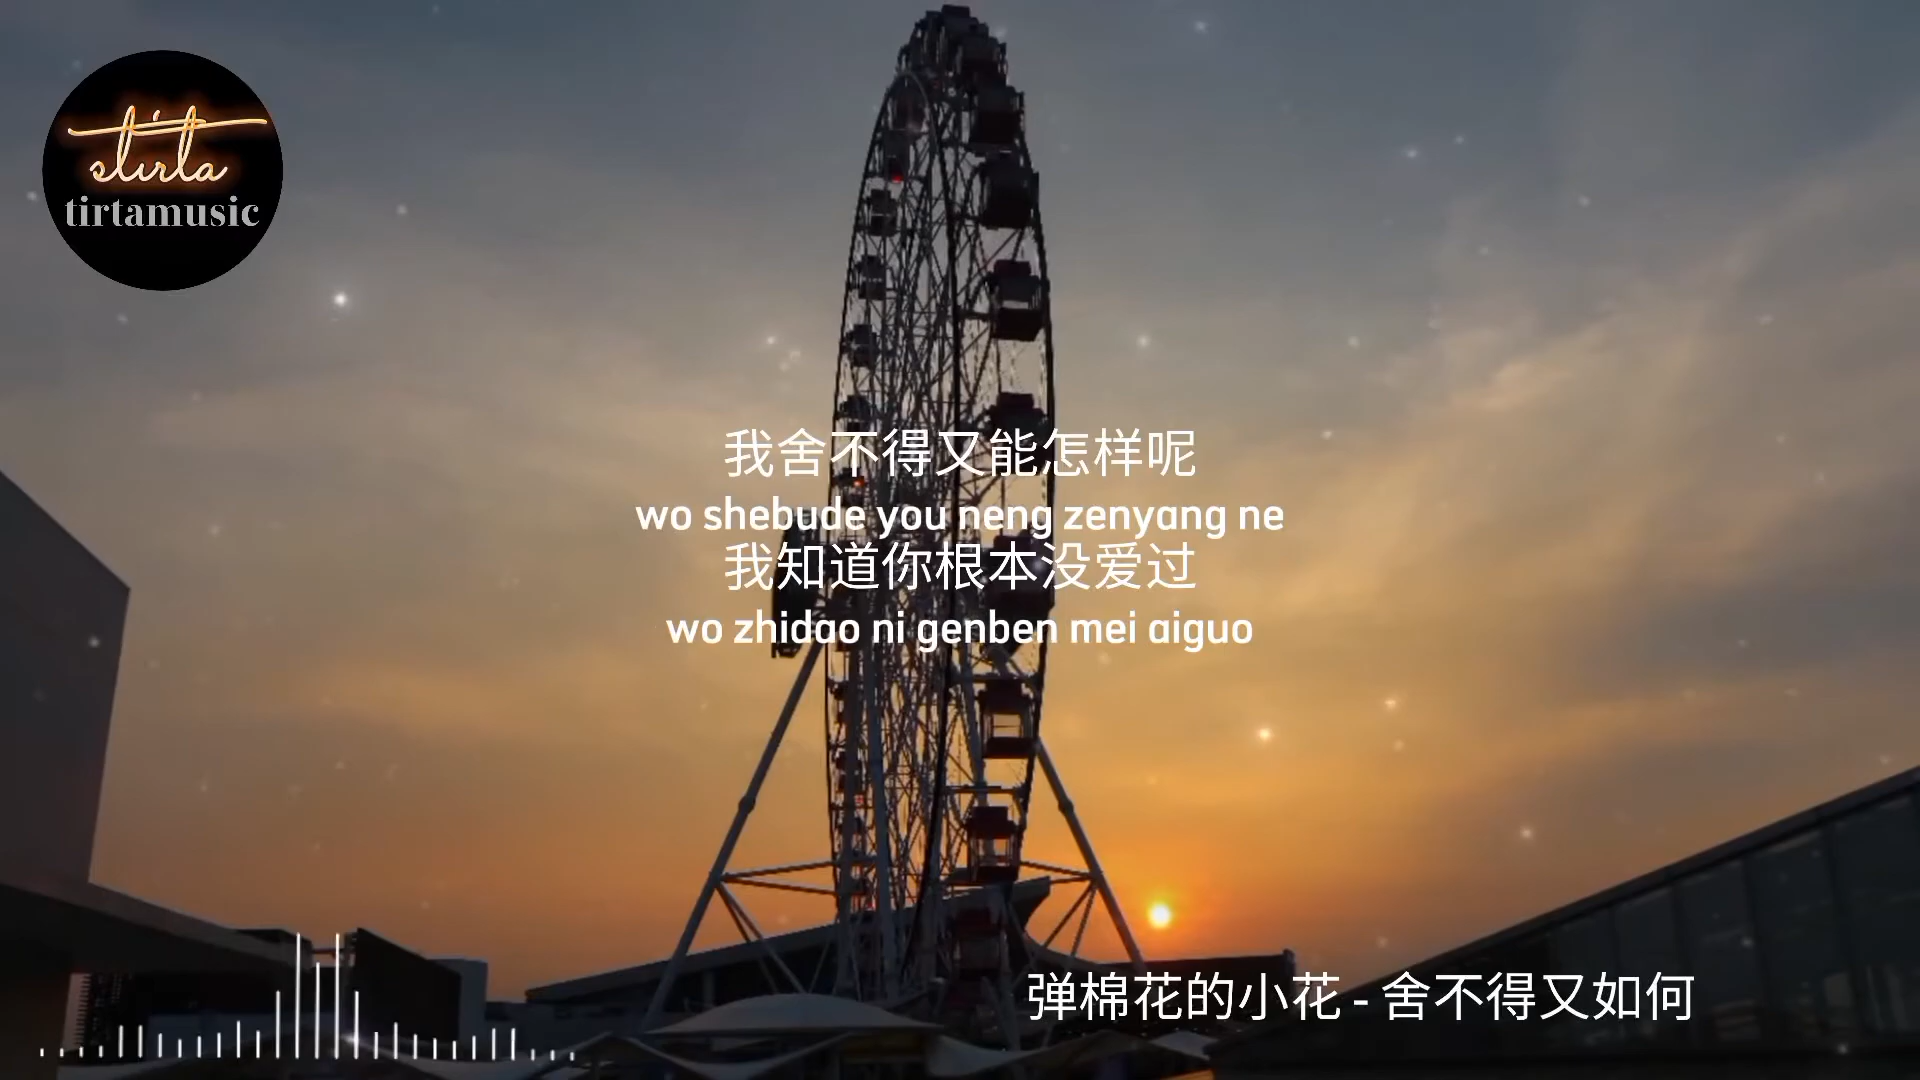 stirta
tirtamusic
我舍不得又能怎样呢
wo shebude you neng zenyang ne
我知道你根本没爱过
wo zhidao ni genben mei aiguo
弹棉花的小花 - 舍不得又如何